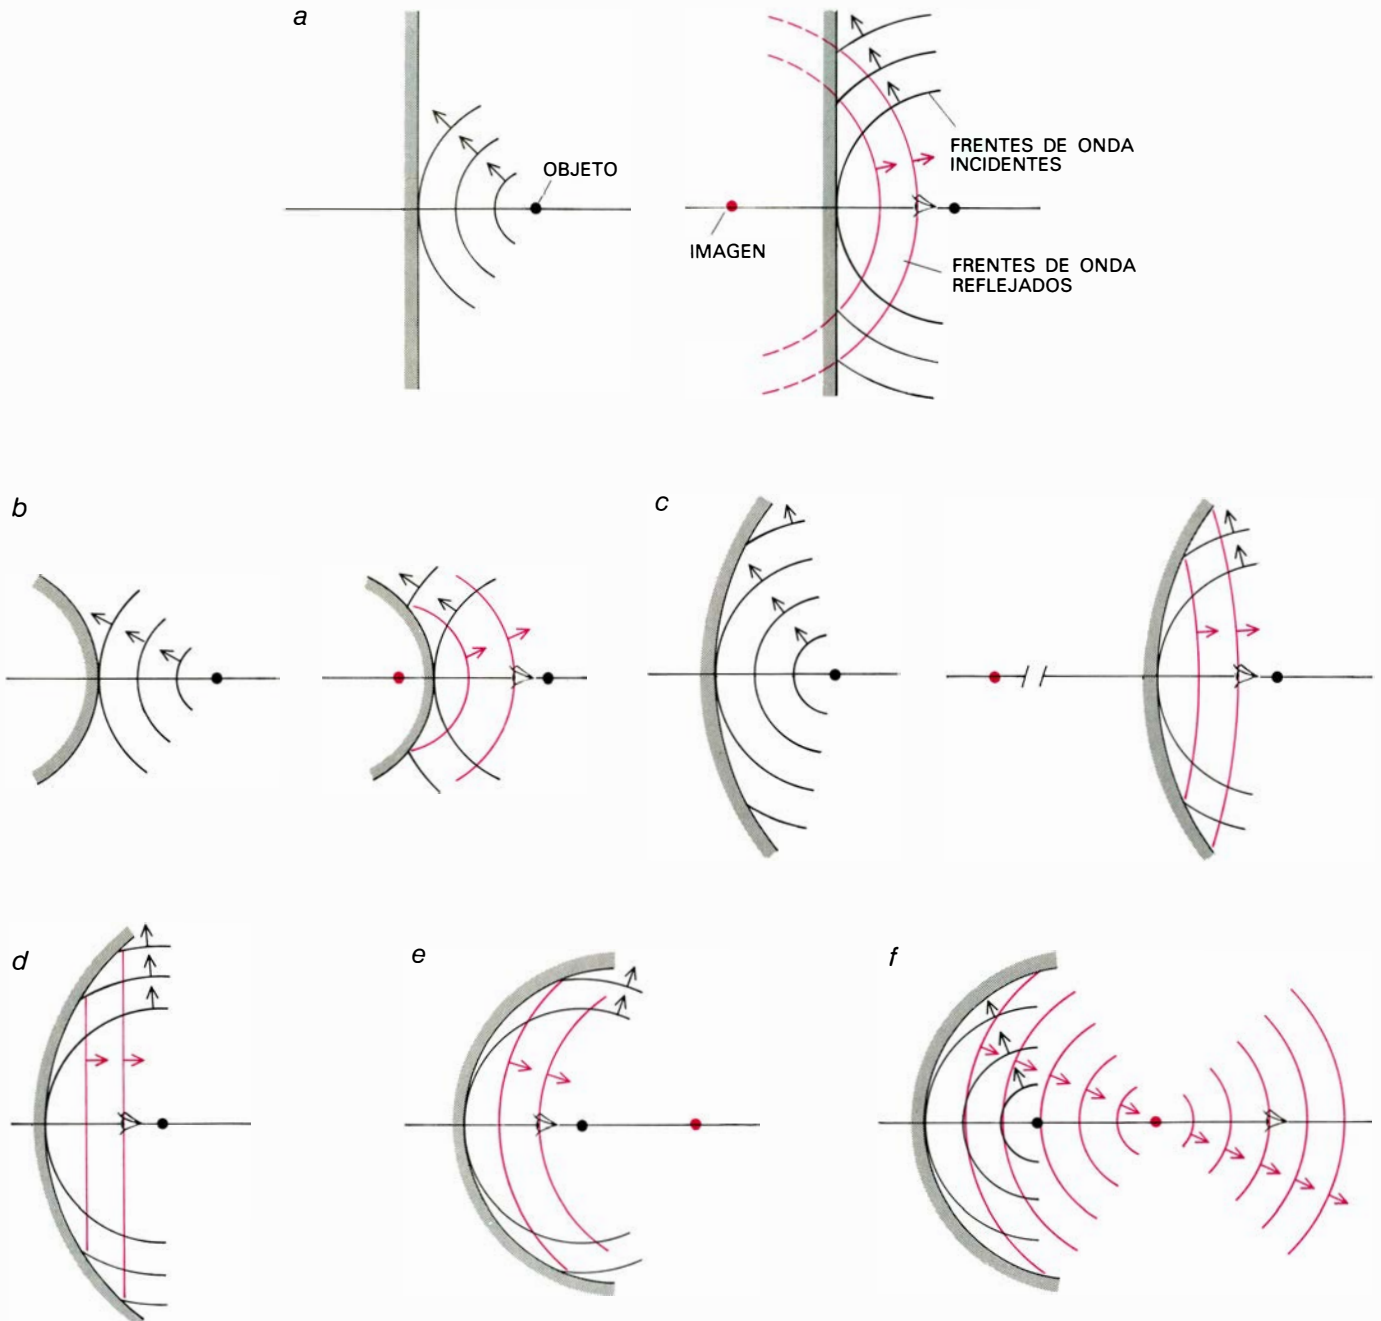 a
OBJETO
FRENTES DE ONDA
INCIDENTES
IMAGEN
FRENTES DE ONDA
REFLEJADOS
b
c
d
e
f